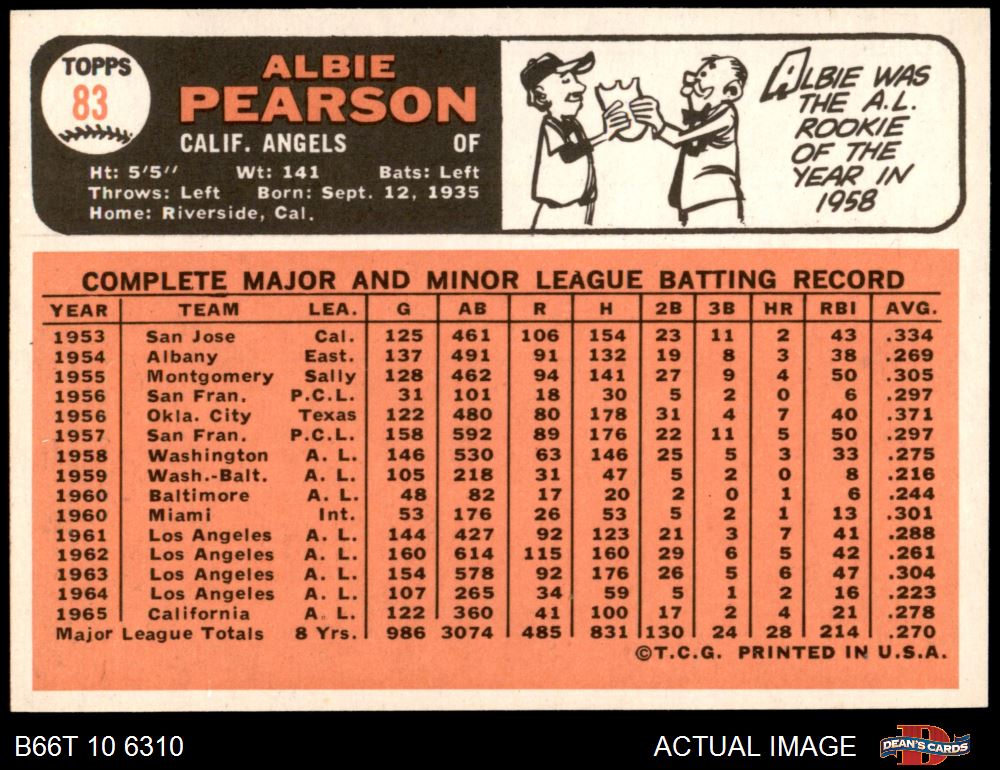 TOPPS
83
ALBIE
PEARSON
CALIF. ANGELS OF
Ht: 5'5" Wt: 141 Bats: Left
Throws: Left Born: Sept. 12, 1935
Home: Riverside, Cal.
ALBIE WAS
THE A.L.
ROOKIE
OF THE
YEAR IN
1958
COMPLETE MAJOR AND MINOR LEAGUE BATTING RECORD
YEAR TEAM LEA. G AB R H 2B 3B HR RBI AVG.
1953 San Jose Cal. 125 461 106 154 23 11 2 43 .334
1954 Albany East. 137 491 91 132 19 8 3 38 .269
1955 Montgomery Sally 128 462 94 141 27 9 4 50 .305
1956 San Fran. P.C.L. 31 101 18 30 5 2 0 6 .297
1956 Okla. City Texas 122 480 80 178 31 4 7 40 .371
1957 San Fran. P.C.L. 158 592 89 176 22 11 5 50 .297
1958 Washington A. L. 146 530 63 146 25 5 3 33 .275
1959 Wash.-Balt. A. L. 105 218 31 47 5 2 0 8 .216
1960 Baltimore A. L. 48 82 17 20 2 0 1 6 .244
1960 Miami Int. 53 176 26 53 5 2 1 13 .301
1961 Los Angeles A. L. 144 427 92 123 21 3 7 41 .288
1962 Los Angeles A. L. 160 614 115 160 29 6 5 42 .261
1963 Los Angeles A. L. 154 578 92 176 26 5 6 47 .304
1964 Los Angeles A. L. 107 265 34 59 5 1 2 16 .223
1965 California A. L. 122 360 41 100 17 2 4 21 .278
Major League Totals 8 Yrs. 986 3074 485 831 130 24 28 214 .270
©T.C.G. PRINTED IN U.S.A.
B66T 10 6310 ACTUAL IMAGE
D
DEAN'S CARDS